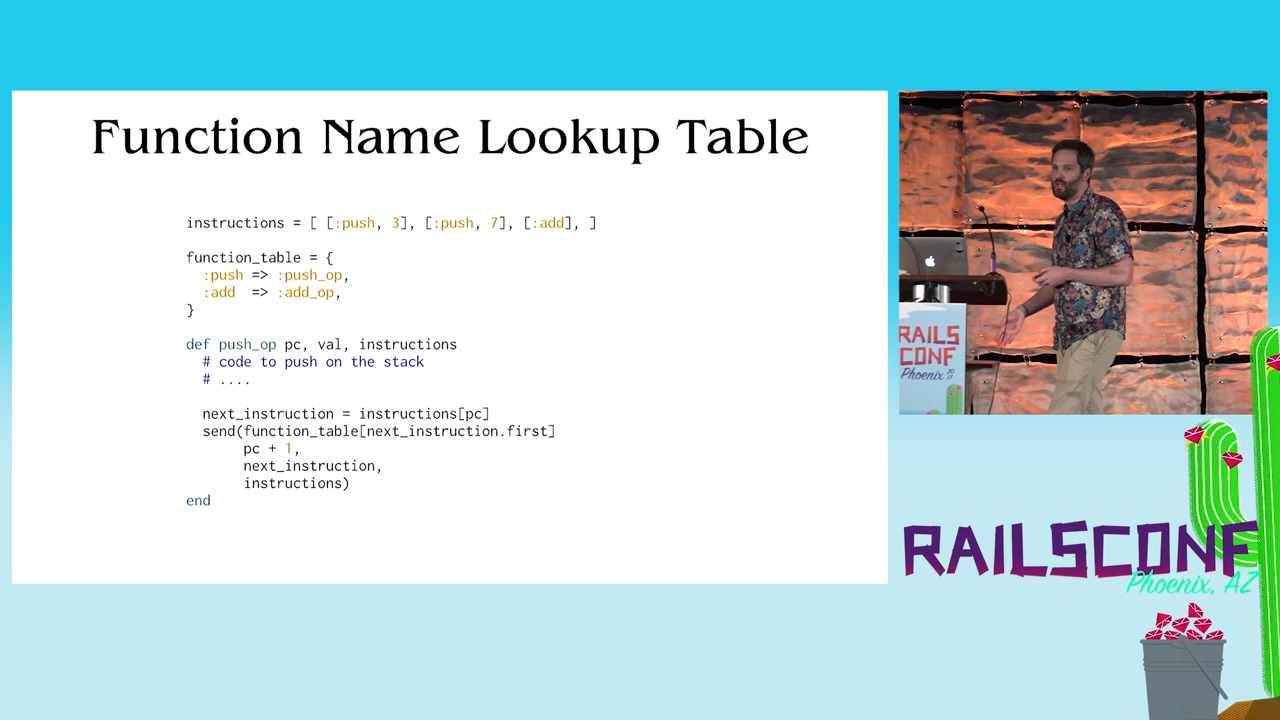 Function Name Lookup Table
instructions = [ [:push, 3], [:push, 7], [:add], ]
function_table = {
  :push => :push_op,
  :add  => :add_op,
}
def push_op pc, val, instructions
  # code to push on the stack
  # ....
  next_instruction = instructions[pc]
  send(function_table[next_instruction.first]
       pc + 1,
       next_instruction,
       instructions)
end
RAILS
CONF
Phoenix 2017
RAILSCONF
Phoenix, AZ